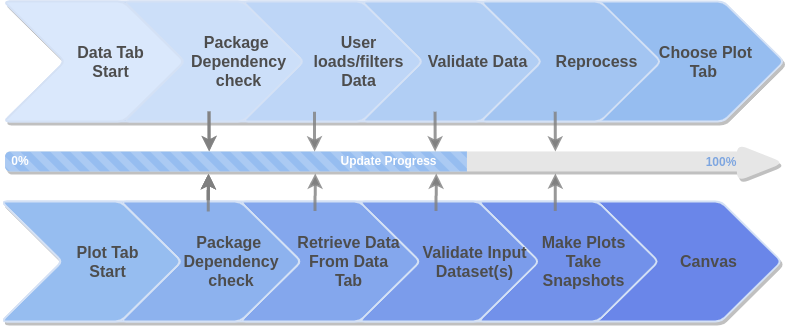 Data Tab
Start
Package
Dependency
check
User
loads/filters
Data
Validate Data
Reprocess
Choose Plot
Tab
0%
Update Progress
100%
Plot Tab
Start
Package
Dependency
check
Retrieve Data
From Data
Tab
Validate Input
Dataset(s)
Make Plots
Take
Snapshots
Canvas